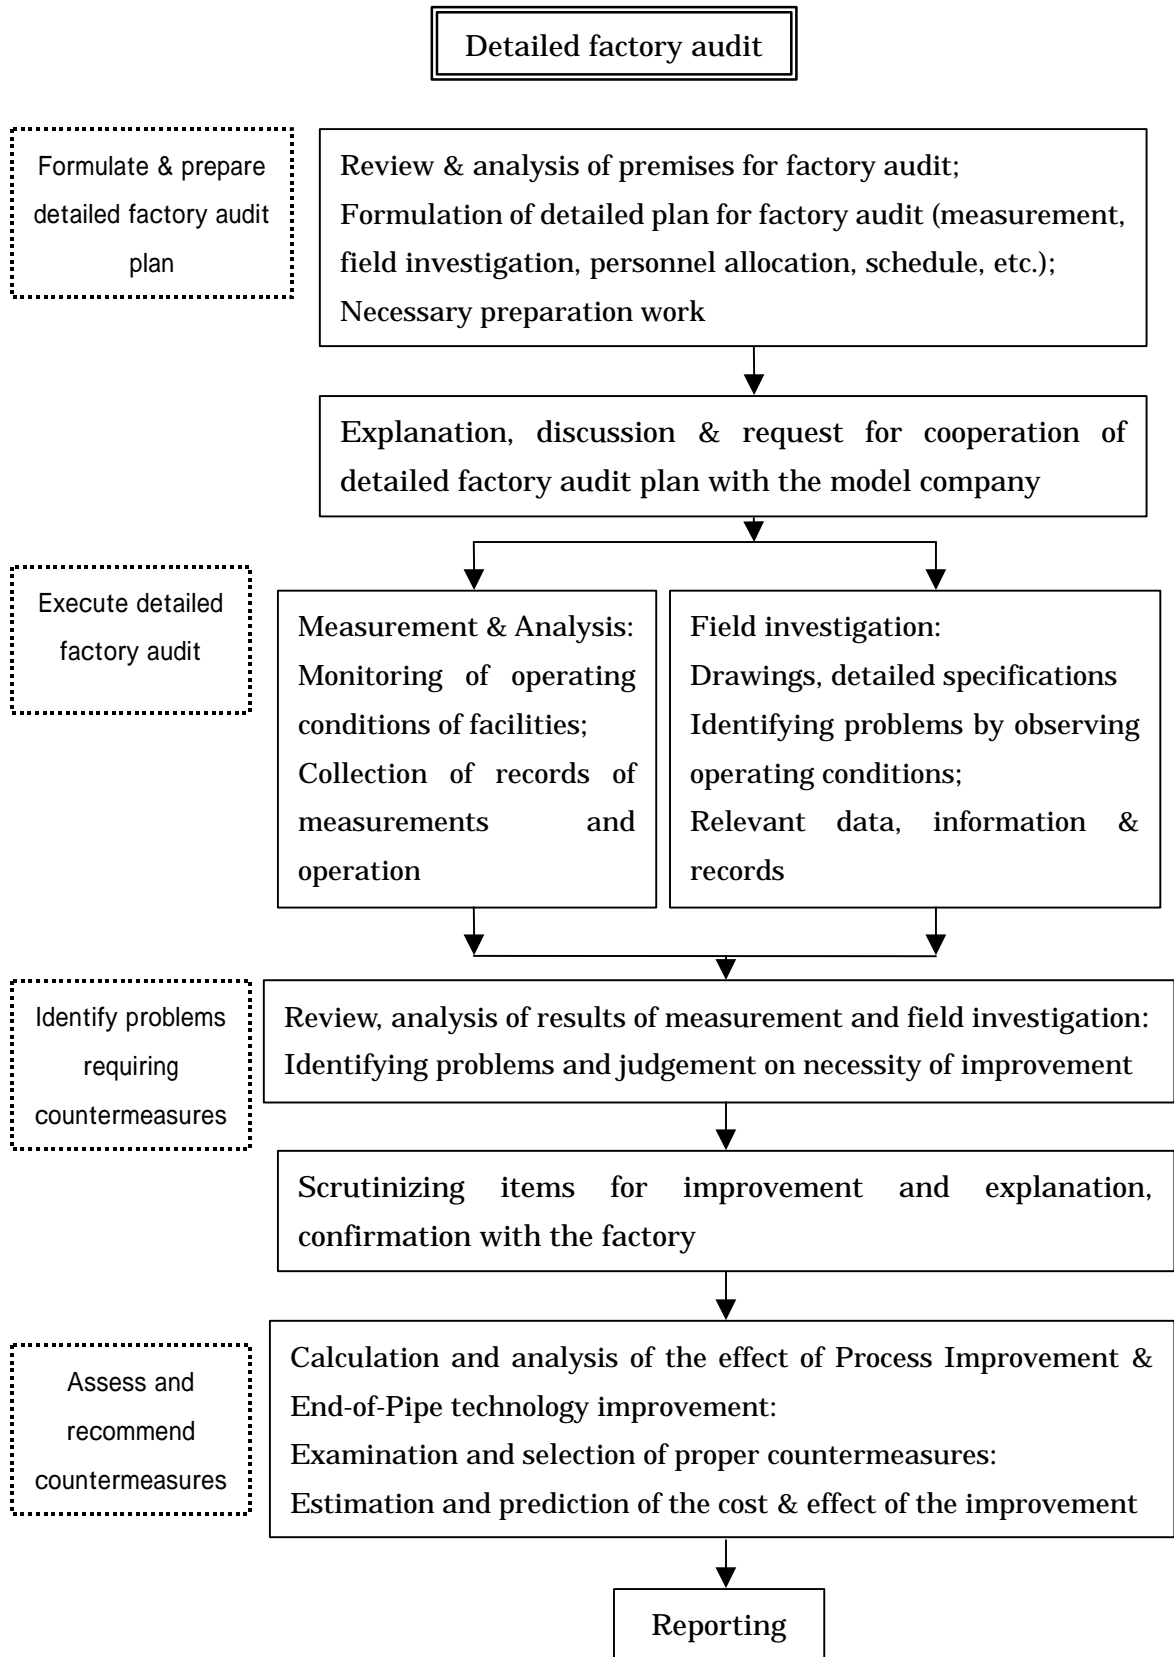 Detailed factory audit
Formulate & prepare
detailed factory audit
plan
Review & analysis of premises for factory audit;
Formulation of detailed plan for factory audit (measurement,
field investigation, personnel allocation, schedule, etc.);
Necessary preparation work
Explanation, discussion & request for cooperation of
detailed factory audit plan with the model company
Execute detailed
factory audit
Measurement & Analysis:
Monitoring of operating
conditions of facilities;
Collection of records of
measurements and
operation
Field investigation:
Drawings, detailed specifications
Identifying problems by observing
operating conditions;
Relevant data, information &
records
Identify problems
requiring
countermeasures
Review, analysis of results of measurement and field investigation:
Identifying problems and judgement on necessity of improvement
Scrutinizing items for improvement and explanation,
confirmation with the factory
Assess and
recommend
countermeasures
Calculation and analysis of the effect of Process Improvement &
End-of-Pipe technology improvement:
Examination and selection of proper countermeasures:
Estimation and prediction of the cost & effect of the improvement
Reporting